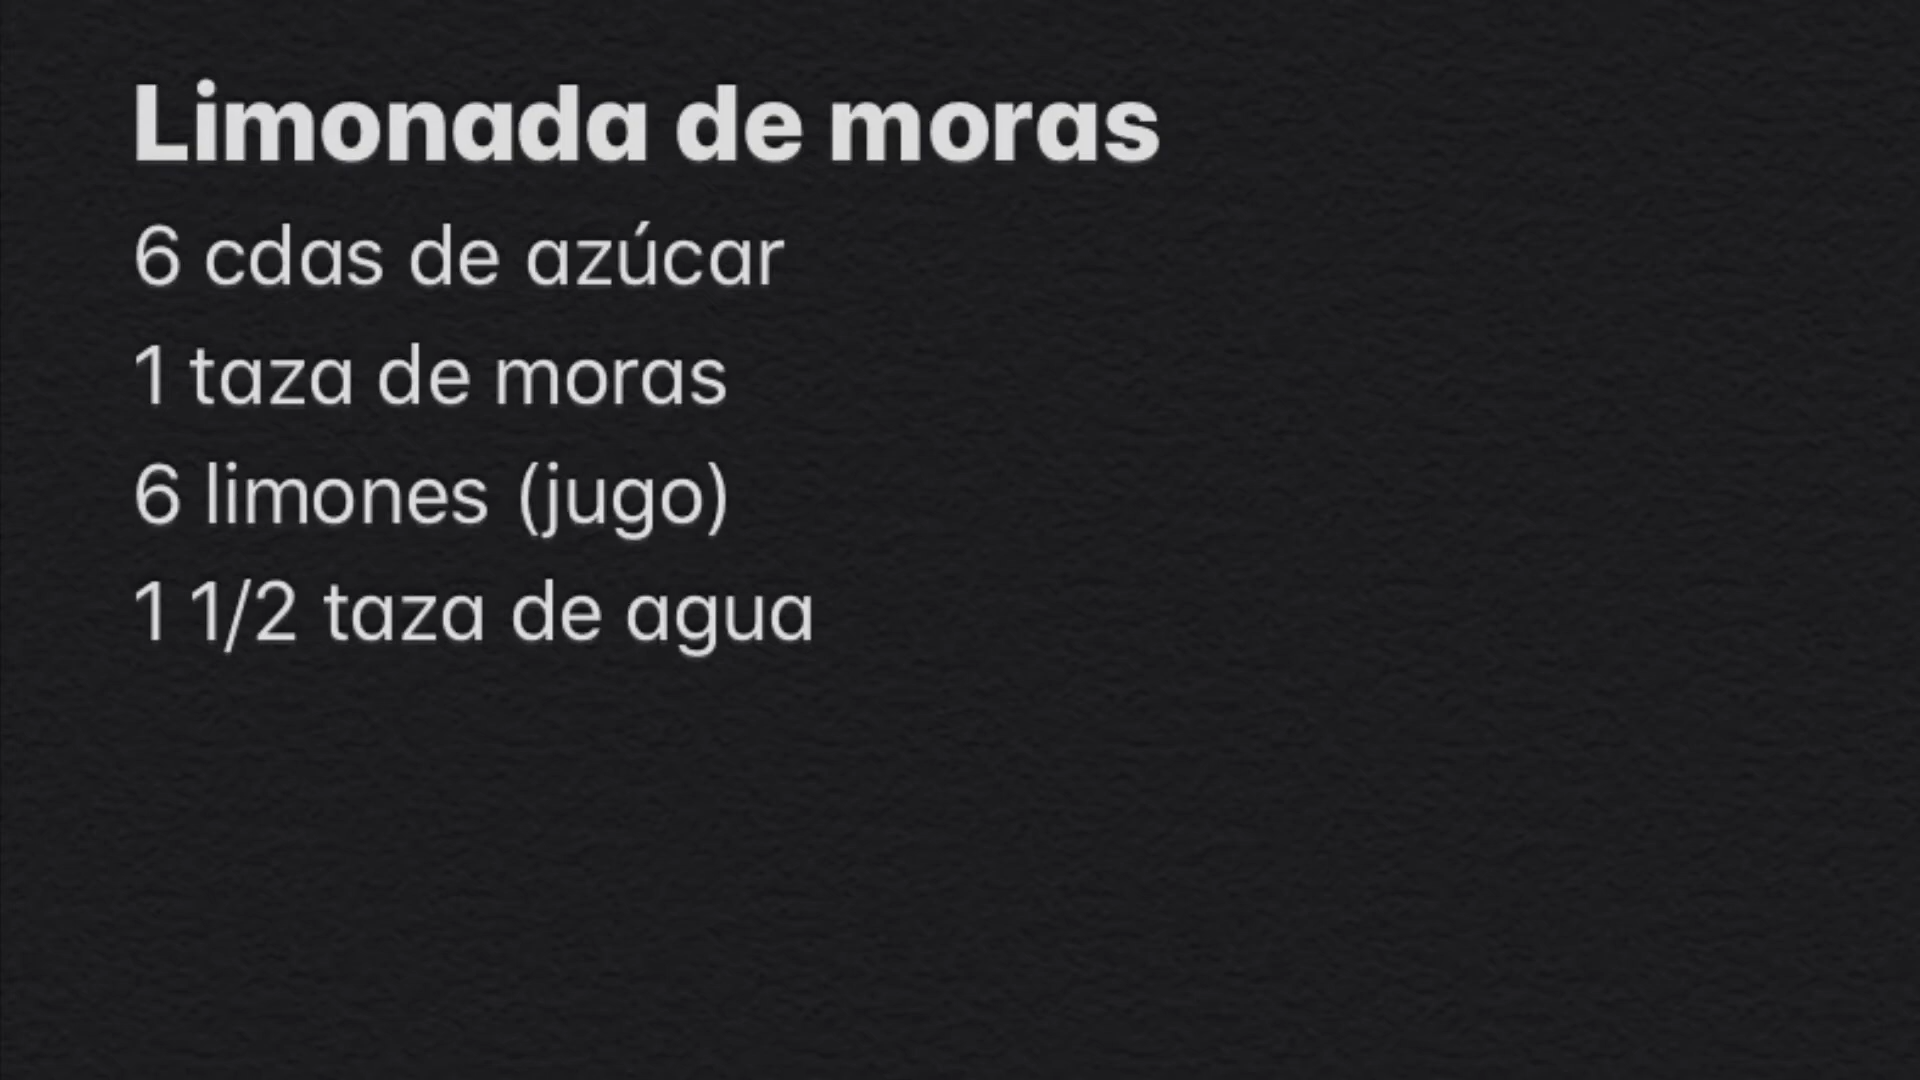 Limonada de moras
6 cdas de azúcar
1 taza de moras
6 limones (jugo)
1 1/2 taza de agua